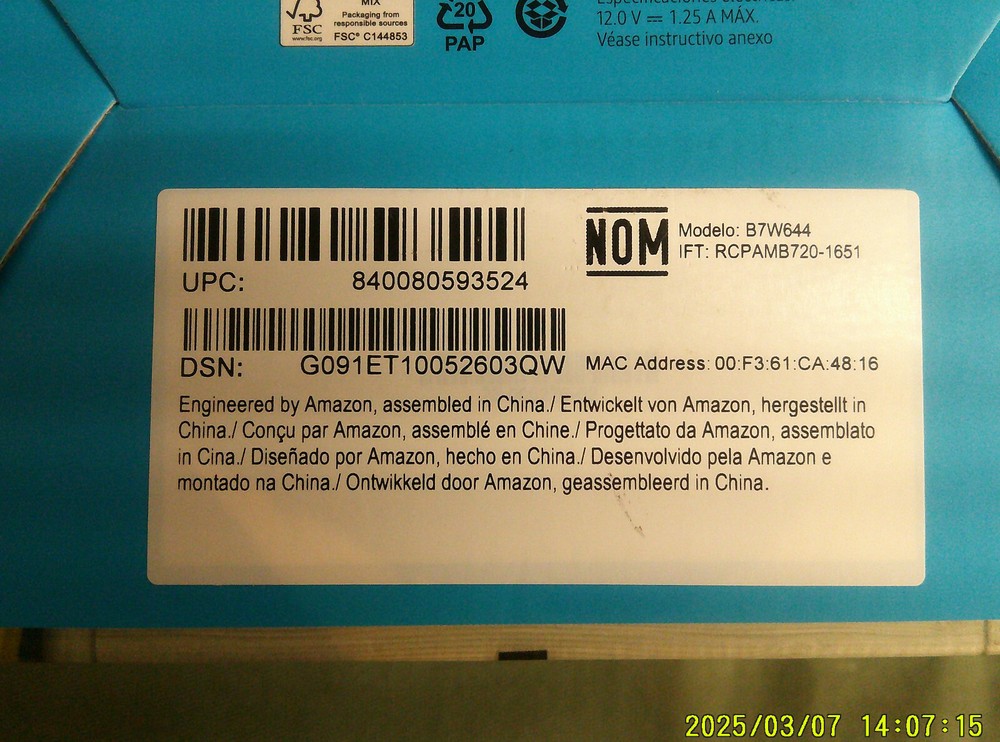 MIX
Packaging from
responsible sources
FSC
www.fsc.org
FSC® C144853
20
PAP
12.0 V ⎓ 1.25 A MÁX.
Véase instructivo anexo
NOM
Modelo: B7W644
IFT: RCPAMB720-1651
UPC: 840080593524
DSN: G091ET10052603QW
MAC Address: 00:F3:61:CA:48:16
Engineered by Amazon, assembled in China./ Entwickelt von Amazon, hergestellt in
China./ Conçu par Amazon, assemblé en Chine./ Progettato da Amazon, assemblato
in Cina./ Diseñado por Amazon, hecho en China./ Desenvolvido pela Amazon e
montado na China./ Ontwikkeld door Amazon, geassembleerd in China.
2025/03/07 14:07:15